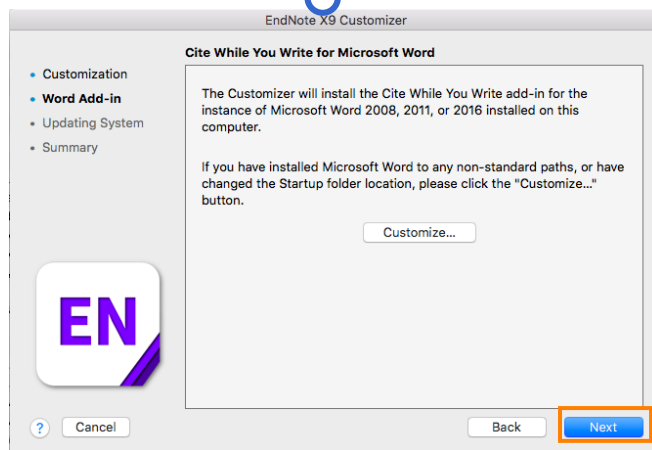 EndNote X9 Customizer
Cite While You Write for Microsoft Word
• Customization
• Word Add-in
• Updating System
• Summary
The Customizer will install the Cite While You Write add-in for the
instance of Microsoft Word 2008, 2011, or 2016 installed on this
computer.
If you have installed Microsoft Word to any non-standard paths, or have
changed the Startup folder location, please click the "Customize..."
button.
Customize...
EN
? Cancel Back Next